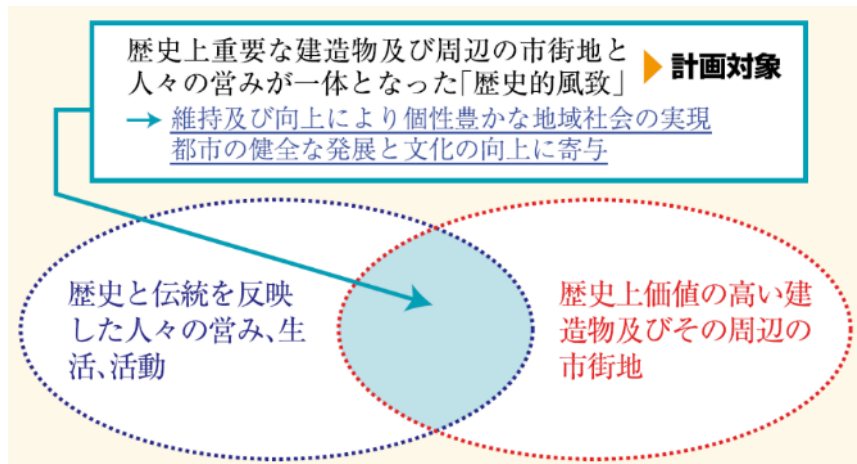 歴史上重要な建造物及び周辺の市街地と
人々の営みが一体となった「歴史的風致」
計画対象
維持及び向上により個性豊かな地域社会の実現
都市の健全な発展と文化の向上に寄与
歴史と伝統を反映
した人々の営み、生
活、活動
歴史上価値の高い建
造物及びその周辺の
市街地